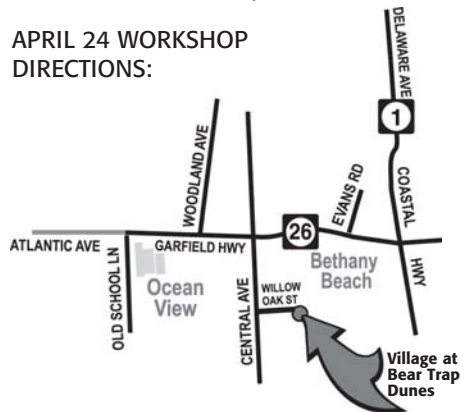 APRIL 24 WORKSHOP
DIRECTIONS:
DELAWARE AVE
1
COASTAL
HWY
WOODLAND AVE
EVANS RD
26
ATLANTIC AVE
GARFIELD HWY
OLD SCHOOL LN
Ocean
View
CENTRAL AVE
WILLOW
OAK ST
Bethany
Beach
Village at
Bear Trap
Dunes